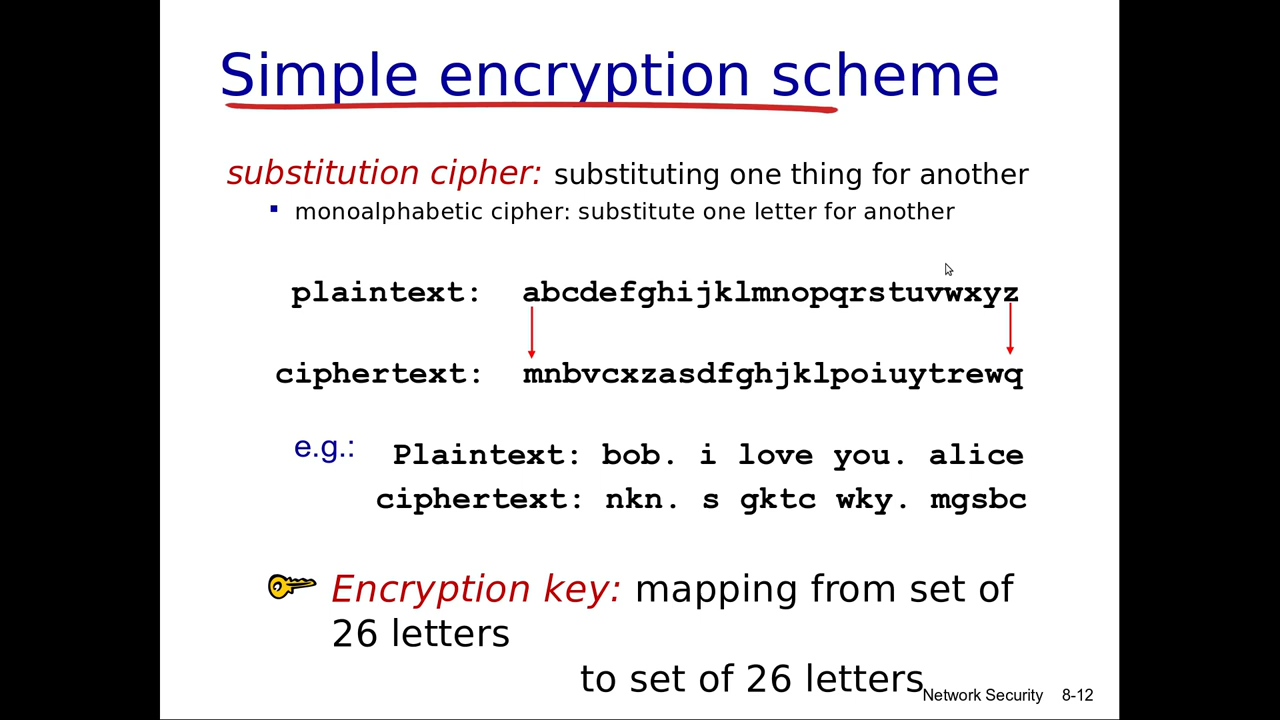 Simple encryption scheme
substitution cipher: substituting one thing for another
▪ monoalphabetic cipher: substitute one letter for another
plaintext: abcdefghijklmnopqrstuvwxyz
ciphertext: mnbvcxzasdfghjklpoiuytrewq
e.g.: Plaintext: bob. i love you. alice
ciphertext: nkn. s gktc wky. mgsbc
Encryption key: mapping from set of
26 letters
to set of 26 letters
Network Security 8-12